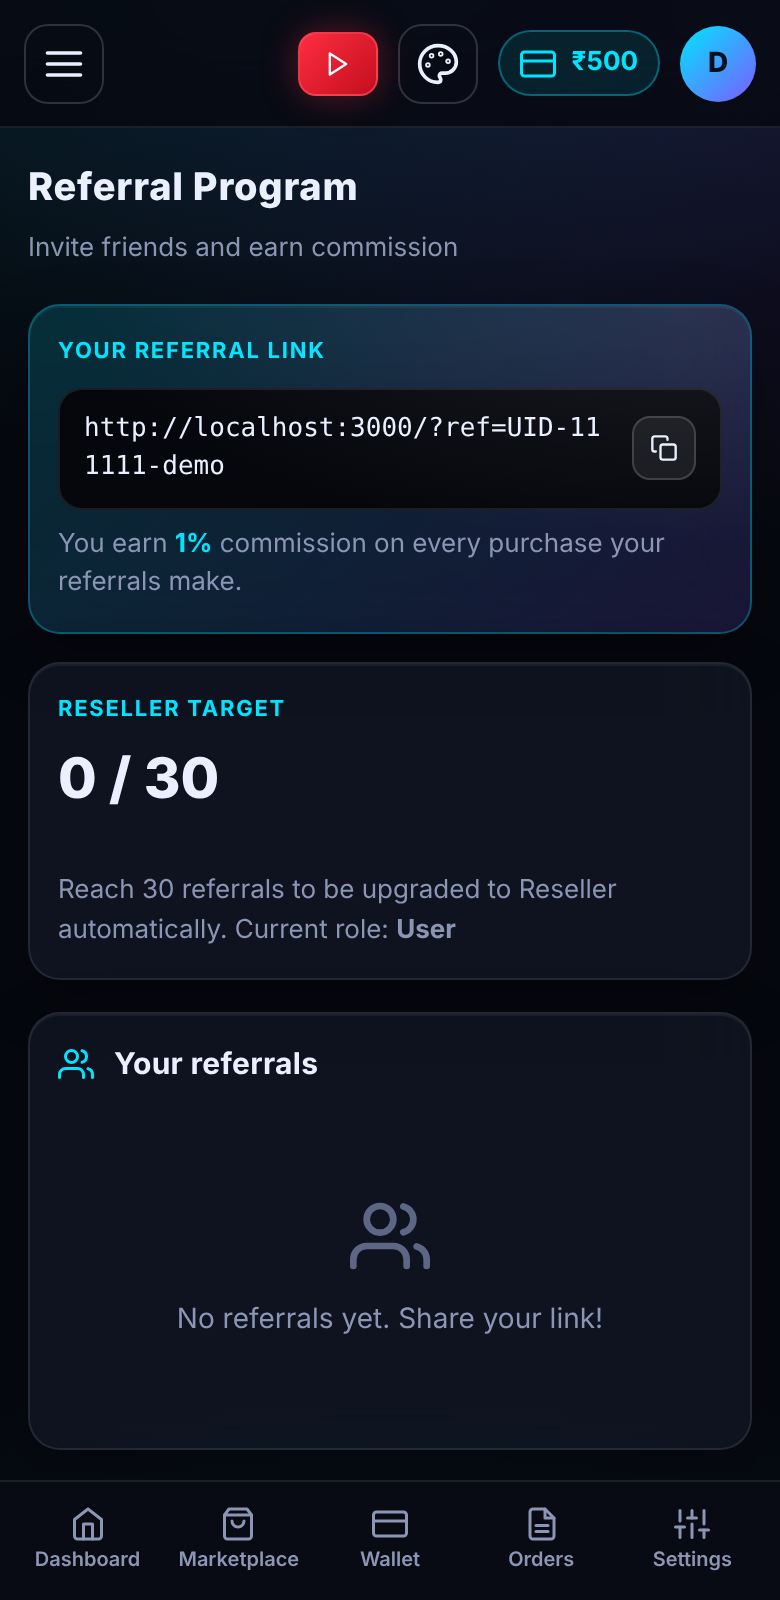 ₹500
D
Referral Program
Invite friends and earn commission
YOUR REFERRAL LINK
http://localhost:3000/?ref=UID-11
1111-demo
You earn 1% commission on every purchase your
referrals make.
RESELLER TARGET
0 / 30
Reach 30 referrals to be upgraded to Reseller
automatically. Current role: User
Your referrals
No referrals yet. Share your link!
Dashboard
Marketplace
Wallet
Orders
Settings